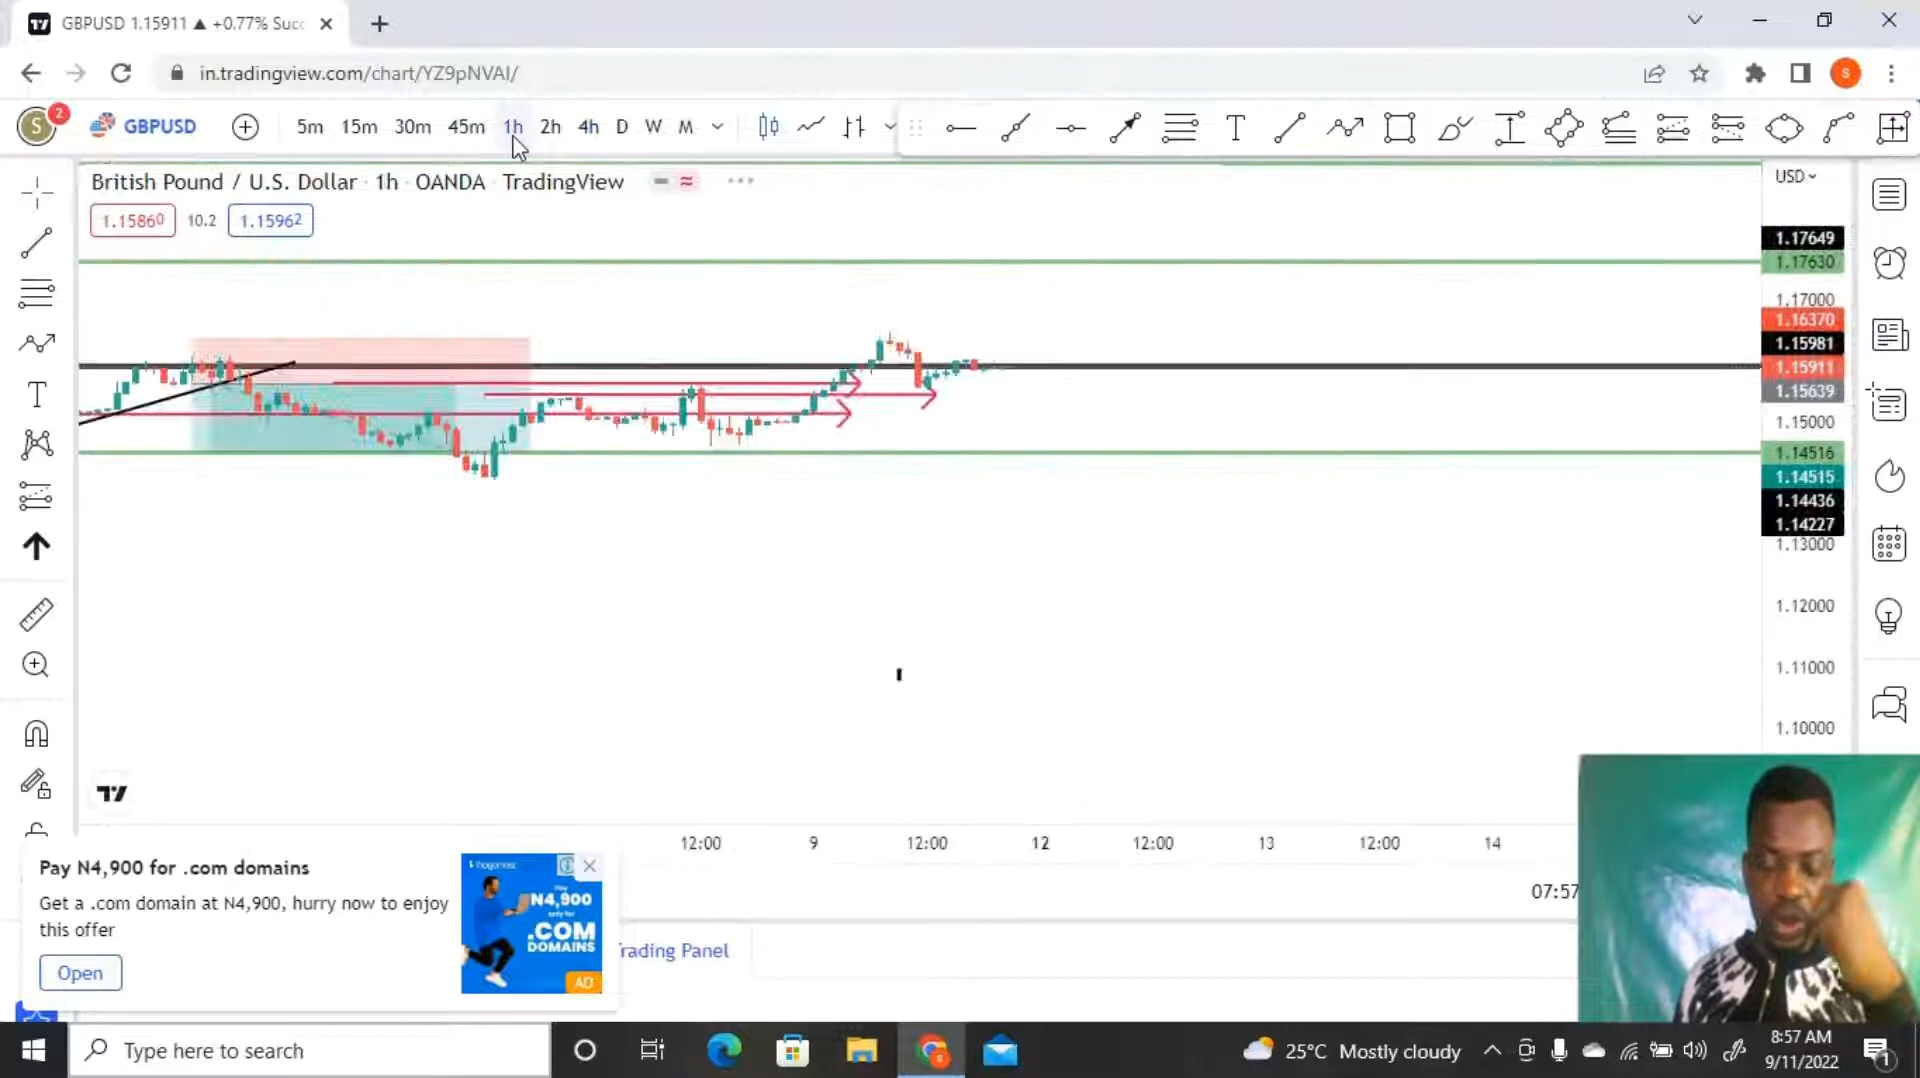 GBPUSD 1.15911 ▲ +0.77% Succ
in.tradingview.com/chart/YZ9pNVAI/
S
2
GBPUSD
5m 15m 30m 45m 1h 2h 4h D W M
British Pound / U.S. Dollar · 1h · OANDA · TradingView
1.15860 10.2 1.15962
USD
1.17649
1.17630
1.17000
1.16370
1.15981
1.15911
1.15639
1.15000
1.14516
1.14515
1.14436
1.14227
1.13000
1.12000
1.11000
1.10000
12:00 9 12:00 12 12:00 13 12:00 14
07:57
Pay N4,900 for .com domains
Get a .com domain at N4,900, hurry now to enjoy
this offer
Open
Pay
N4,900
.COM
DOMAINS
AD
Trading Panel
Type here to search
25°C Mostly cloudy
8:57 AM
9/11/2022
1